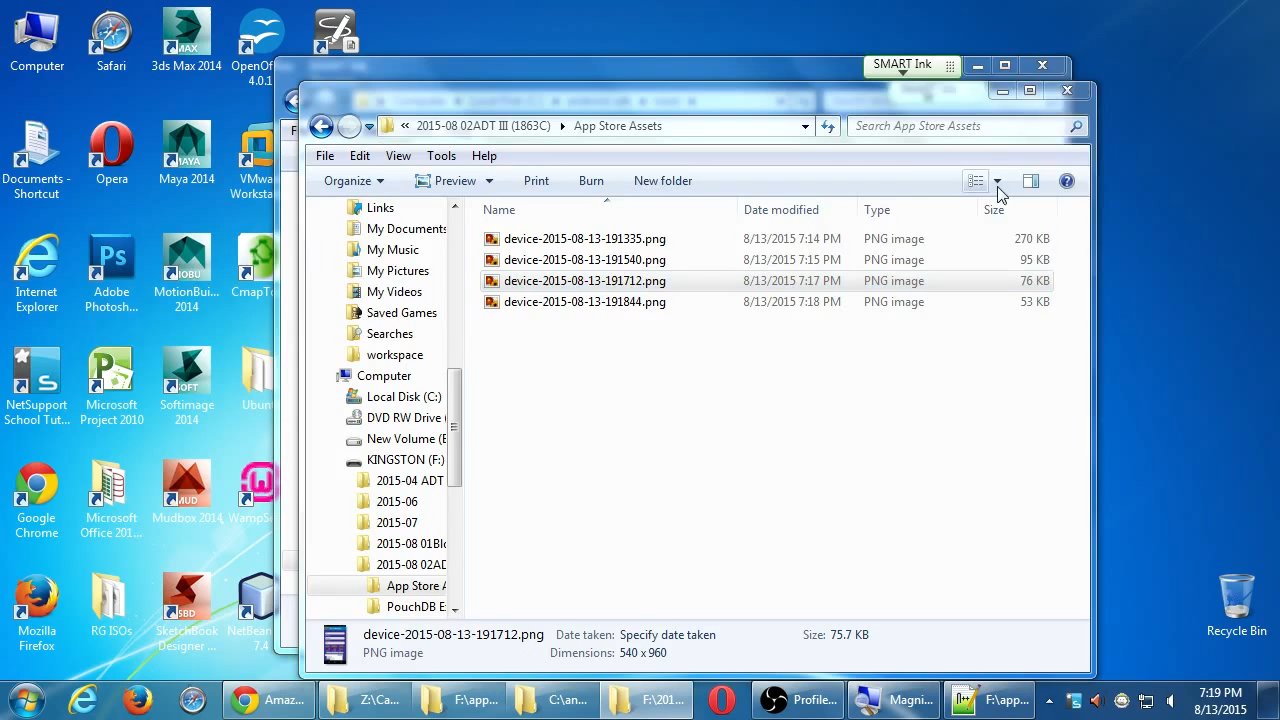 Computer
Safari
3ds Max 2014
OpenOf
4.0.1
SMART Ink
Documents - Shortcut
Opera
Maya 2014
VMwa
Workstа
Internet
Explorer
Adobe
Photosh...
MotionBui...
2014
CmapTo
NetSupport
School Tut...
Microsoft
Project 2010
Softimage
2014
Ubun
Google
Chrome
Microsoft
Office 201...
Mudbox 2014
WampSe
Mozilla
Firefox
RG ISOs
SketchBook
Designer ...
NetBean
7.4
Recycle Bin
« 2015-08 02ADT III (1863C) ▸ App Store Assets
Search App Store Assets
File Edit View Tools Help
Organize Preview Print Burn New folder
Links
My Documents
My Music
My Pictures
My Videos
Saved Games
Searches
workspace
Computer
Local Disk (C:)
DVD RW Drive (
New Volume (E
KINGSTON (F:)
2015-04 ADT
2015-06
2015-07
2015-08 01Blo
2015-08 02AD
App Store A
PouchDB E
Name Date modified Type Size
device-2015-08-13-191335.png 8/13/2015 7:14 PM PNG image 270 KB
device-2015-08-13-191540.png 8/13/2015 7:15 PM PNG image 95 KB
device-2015-08-13-191712.png 8/13/2015 7:17 PM PNG image 76 KB
device-2015-08-13-191844.png 8/13/2015 7:18 PM PNG image 53 KB
device-2015-08-13-191712.png Date taken: Specify date taken Size: 75.7 KB
PNG image Dimensions: 540 x 960
Amaz... Z:\Ca... F:\app... C:\an... F:\201... Profile... Magni... F:\app...
7:19 PM
8/13/2015